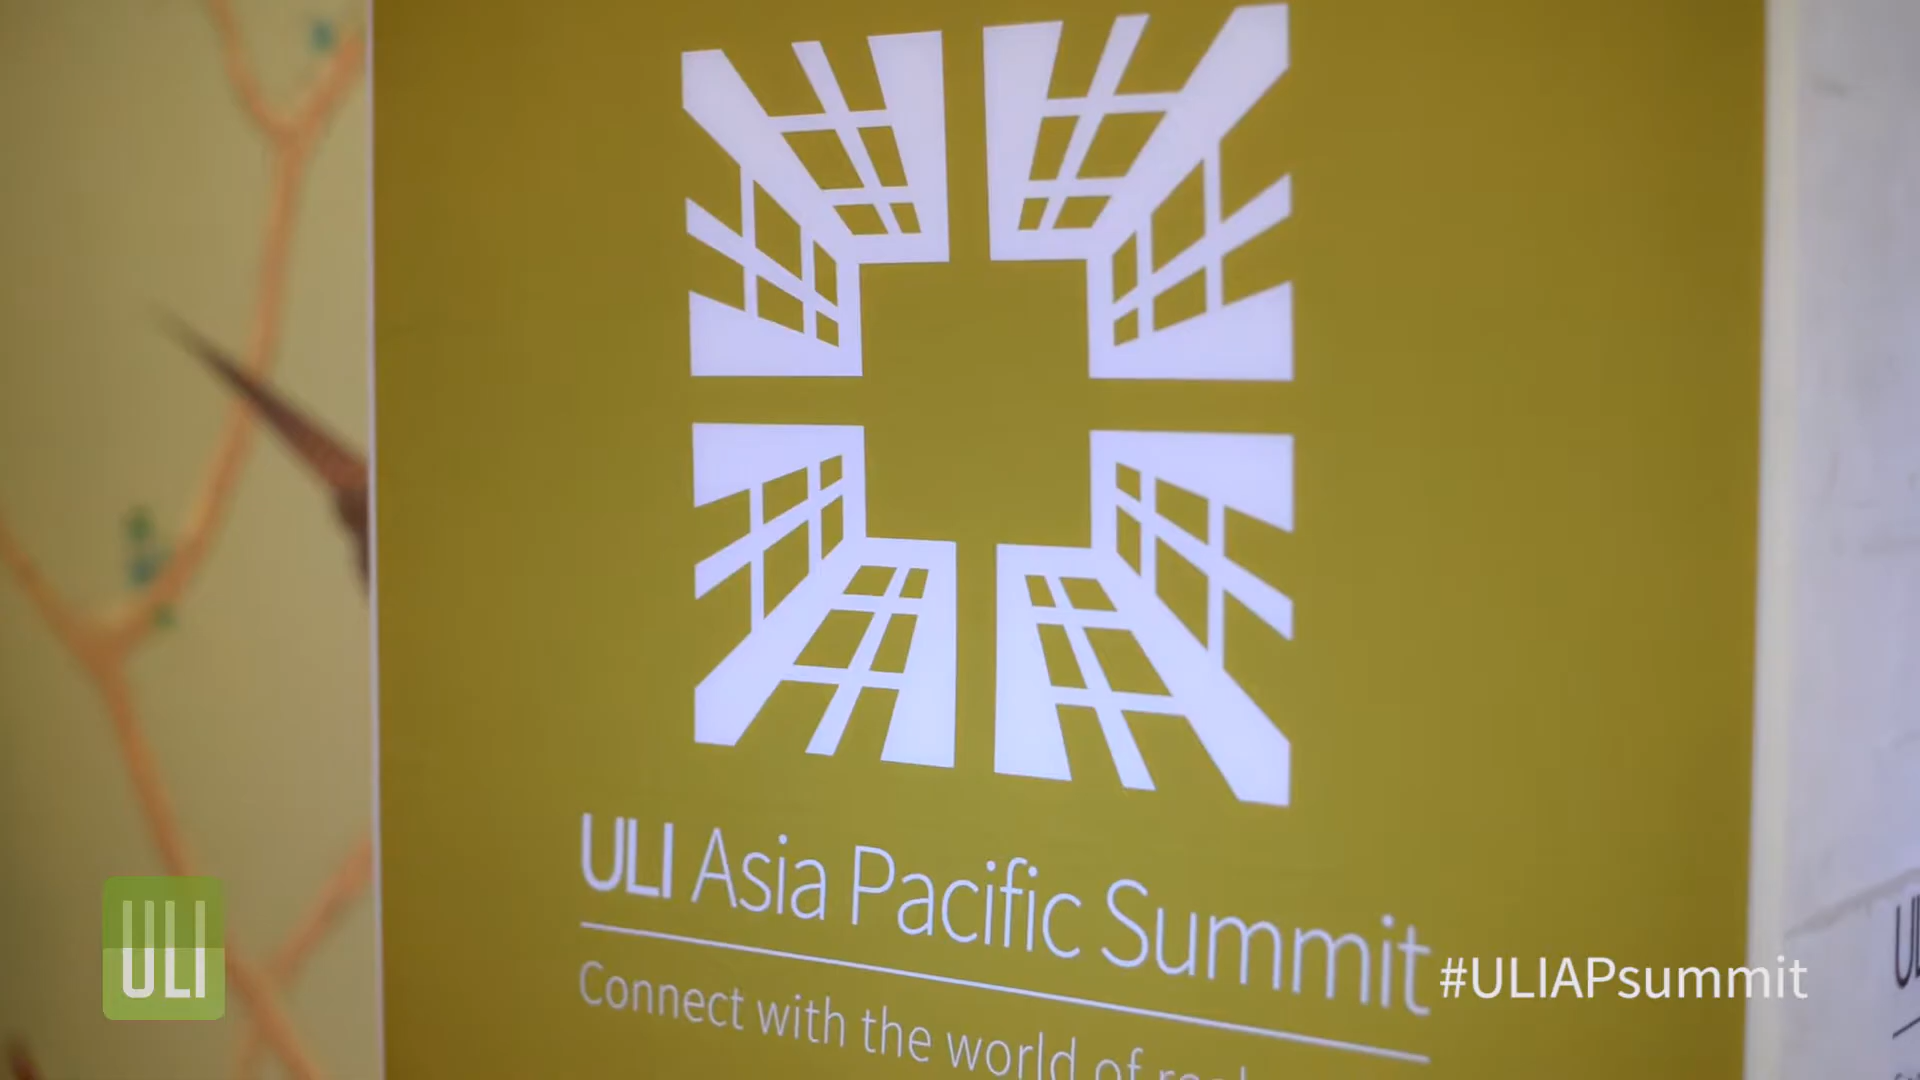 ULI Asia Pacific Summit
Connect with the world of
#ULIAPsummit
ULI